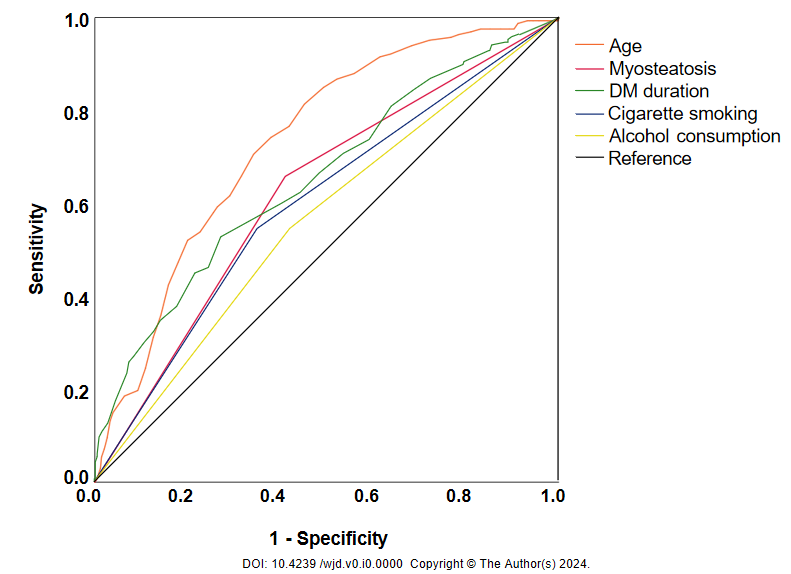 1.0
0.8
0.6
0.4
0.2
0.0
Sensitivity
0.0 0.2 0.4 0.6 0.8 1.0
1 - Specificity
Age
Myosteatosis
DM duration
Cigarette smoking
Alcohol consumption
Reference
DOI: 10.4239 /wjd.v0.i0.0000 Copyright © The Author(s) 2024.